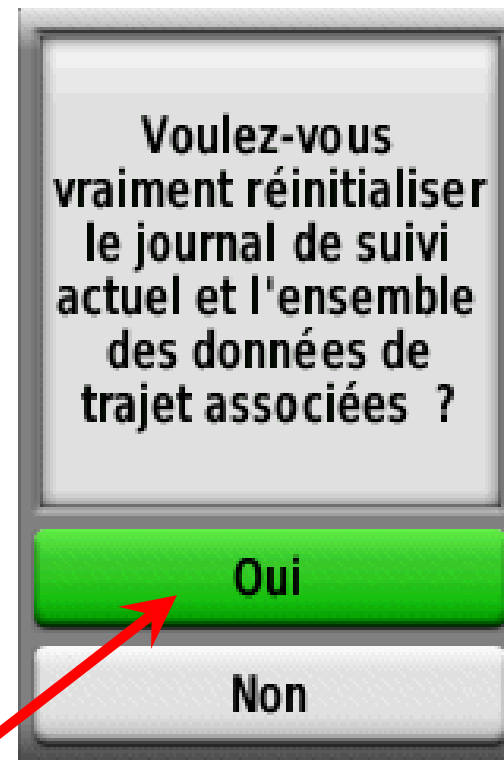 Voulez-vous
vraiment réinitialiser
le journal de suivi
actuel et l'ensemble
des données de
trajet associées ?
Oui
Non